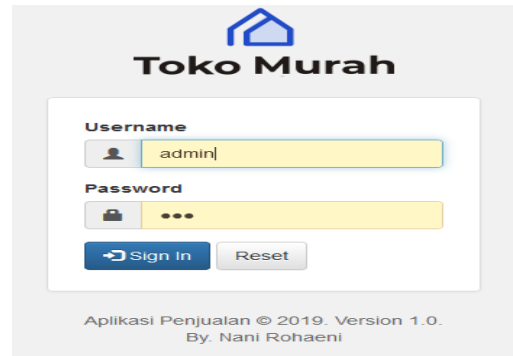 Toko Murah
Username
admin
Password
•••
Sign In Reset
Aplikasi Penjualan © 2019. Version 1.0.
By. Nani Rohaeni